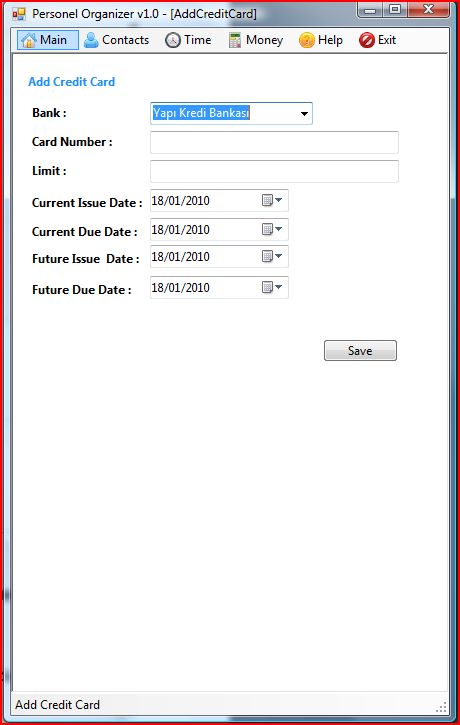 Personel Organizer v1.0 - [AddCreditCard]
Main Contacts Time Money Help Exit
Add Credit Card
Bank : Yapı Kredi Bankası
Card Number :
Limit :
Current Issue Date : 18/01/2010
Current Due Date : 18/01/2010
Future Issue Date : 18/01/2010
Future Due Date : 18/01/2010
Save
Add Credit Card